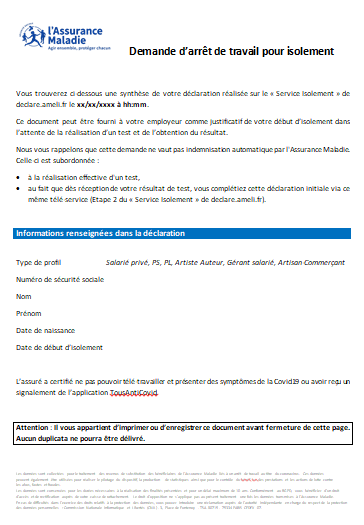 l'Assurance
Maladie
Agir ensemble, protéger chacun
Demande d'arrêt de travail pour isolement
Vous trouverez ci-dessous une synthèse de votre déclaration réalisée sur le « Service Isolement » de
declare.ameli.fr le xx/xx/xxxx à hh:mm.
Ce document peut être fourni à votre employeur comme justificatif de votre début d'isolement dans
l'attente de la réalisation d'un test et de l'obtention du résultat.
Nous vous rappelons que cette demande ne vaut pas indemnisation automatique par l'Assurance Maladie.
Celle ci est subordonnée :
• à la réalisation effective d'un test,
• au fait que dès réception de votre résultat de test, vous complétiez cette déclaration initiale via ce
même télé service (Etape 2 du « Service Isolement » de declare.ameli.fr).
Informations renseignées dans la déclaration
Type de profil Salarié privé, PS, PL, Artiste Auteur, Gérant salarié, Artisan Commerçant
Numéro de sécurité sociale
Nom
Prénom
Date de naissance
Date de début d'isolement
L'assuré a certifié ne pas pouvoir télé travailler et présenter des symptômes de la Covid19 ou avoir reçu un
signalement de l'application TousAntiCovid.
Attention : Il vous appartient d'imprimer ou d'enregistrer ce document avant fermeture de cette page.
Aucun duplicata ne pourra être délivré.